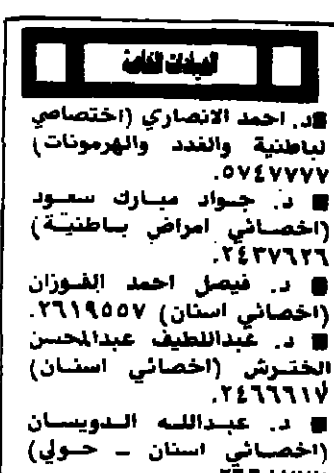 العيادات الخاصة
■ د. احمد الانصاري (اختصاصي
لباطنية والغدد والهرمونات)
٥٧٤٧٧٧٧.
■ د. جواد مبارك سعود
(اخصائي امراض باطنية)
٢٤٣٧٦٢٦.
■ د. فيصل احمد الفوزان
(اخصائي اسنان) ٢٦١٩٥٥٧.
■ د. عبداللطيف عبدالمحسن
الخترش (اخصائي اسنان)
٢٤٦٦٦١٧.
■ د. عبدالله الدويسان
(اخصائي اسنان ـ حولي)